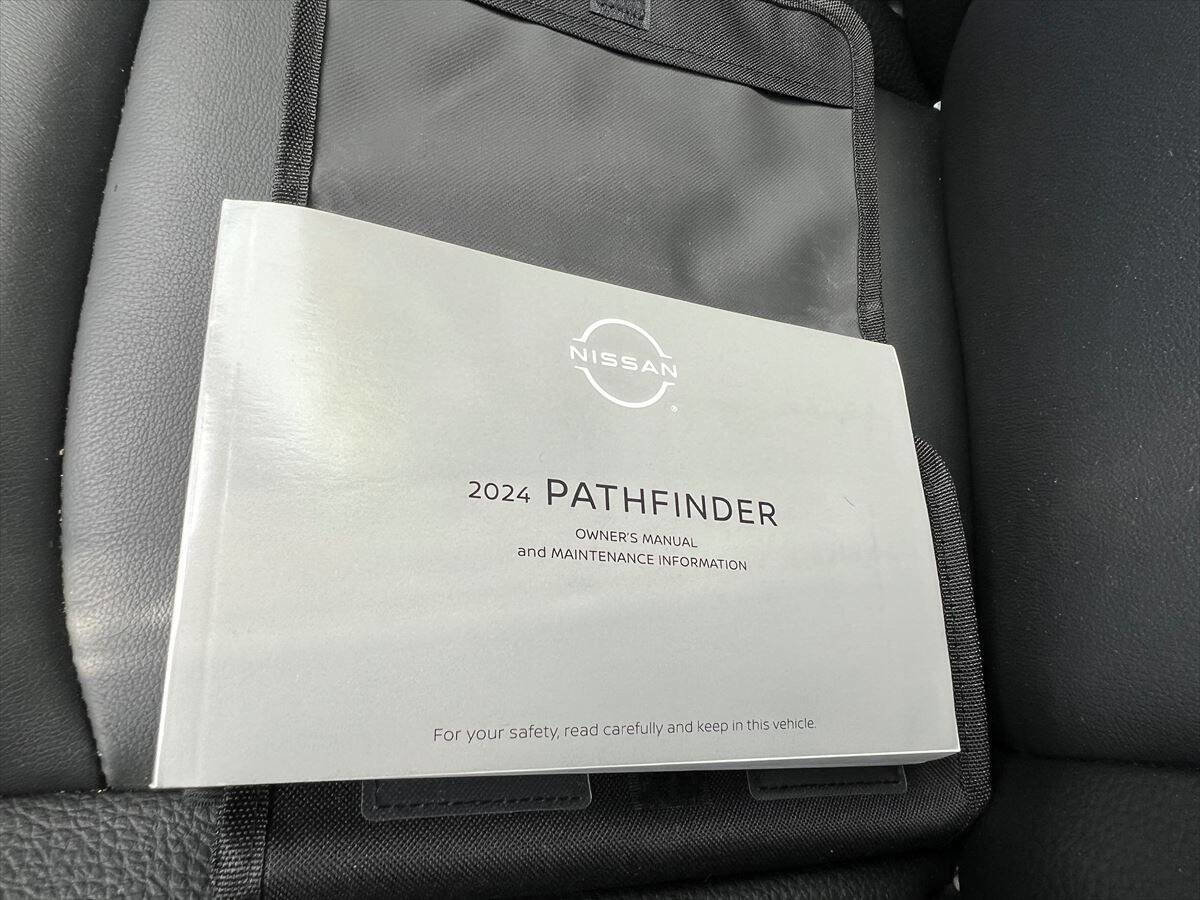 NISSAN
®
2024 PATHFINDER
OWNER'S MANUAL
and MAINTENANCE INFORMATION
For your safety, read carefully and keep in this vehicle.